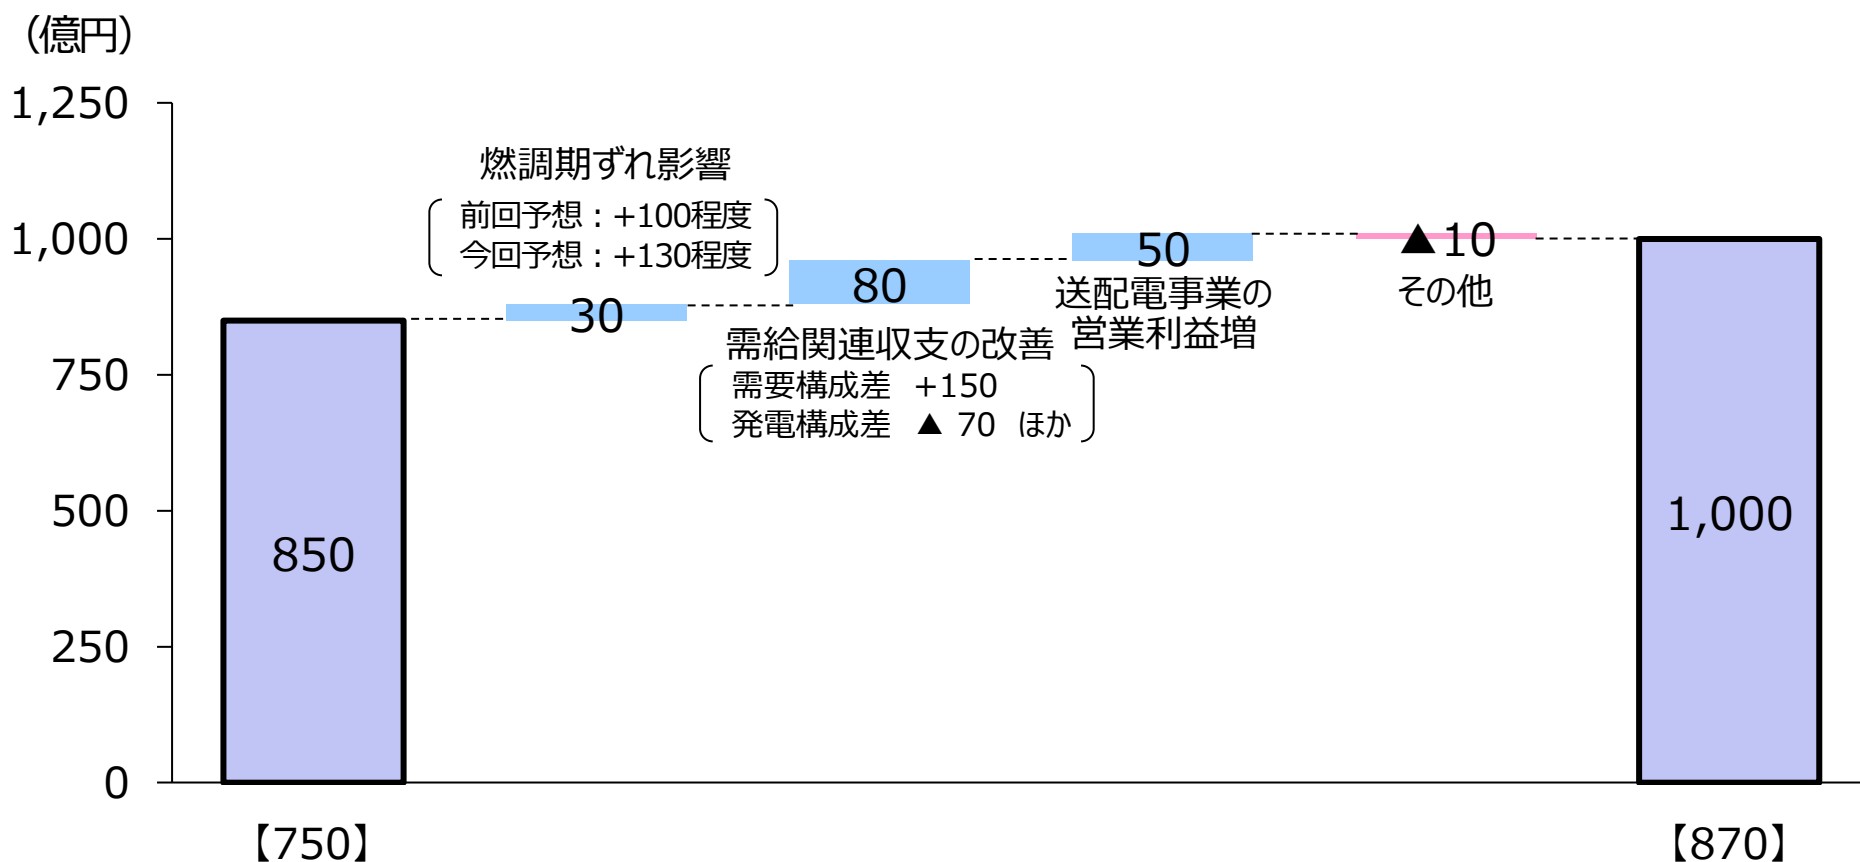 （億円）
1,250
1,000
750
500
250
0
850
【750】
燃調期ずれ影響
前回予想：+100程度
今回予想：+130程度
30
80
需給関連収支の改善
需要構成差 +150
発電構成差 ▲ 70 ほか
50
送配電事業の
営業利益増
▲10
その他
1,000
【870】